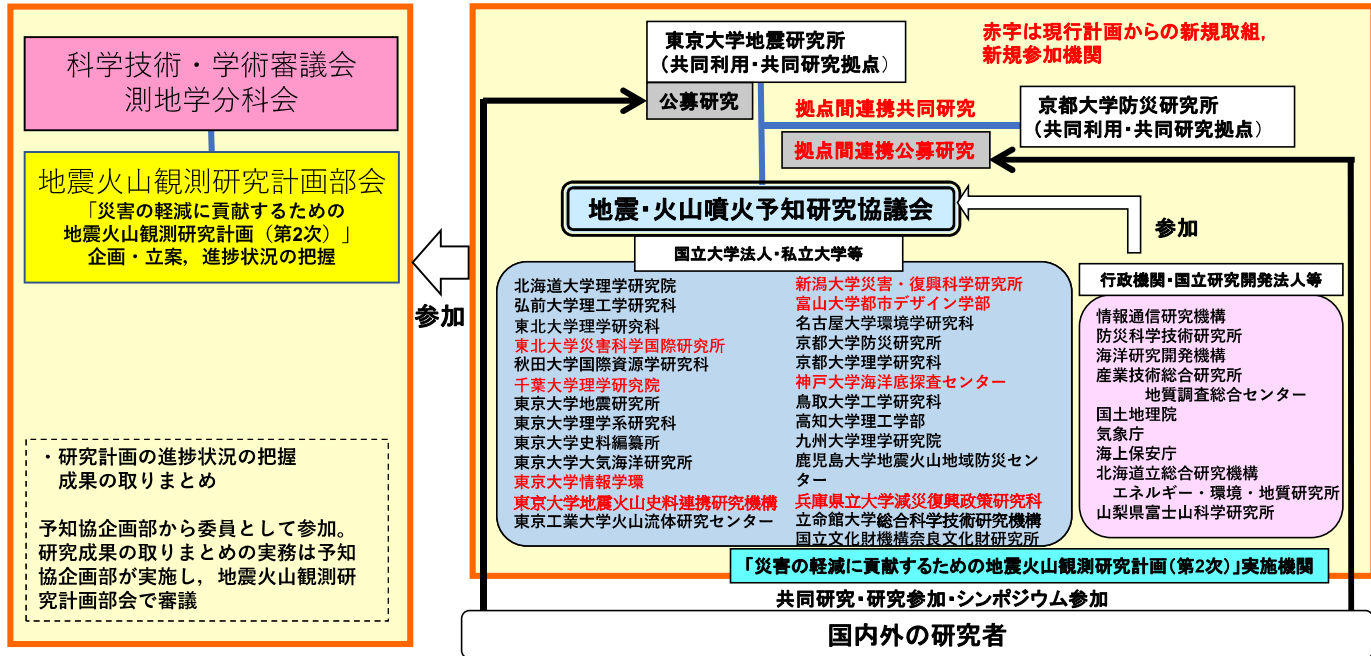 科学技術・学術審議会
測地学分科会
地震火山観測研究計画部会
「災害の軽減に貢献するための
地震火山観測研究計画（第2次）」
企画・立案，進捗状況の把握
・研究計画の進捗状況の把握
成果の取りまとめ
予知協企画部から委員として参加。
研究成果の取りまとめの実務は予知
協企画部が実施し，地震火山観測研
究計画部会で審議
参加
東京大学地震研究所
（共同利用・共同研究拠点）
公募研究
赤字は現行計画からの新規取組，
新規参加機関
拠点間連携共同研究
京都大学防災研究所
（共同利用・共同研究拠点）
拠点間連携公募研究
地震・火山噴火予知研究協議会
参加
国立大学法人・私立大学等
北海道大学理学研究院
弘前大学理工学研究科
東北大学理学研究科
東北大学災害科学国際研究所
秋田大学国際資源学研究科
千葉大学理学研究院
東京大学地震研究所
東京大学理学系研究科
東京大学史料編纂所
東京大学大気海洋研究所
東京大学情報学環
東京大学地震火山史料連携研究機構
東京工業大学火山流体研究センター
新潟大学災害・復興科学研究所
富山大学都市デザイン学部
名古屋大学環境学研究科
京都大学防災研究所
京都大学理学研究科
神戸大学海洋底探査センター
鳥取大学工学研究科
高知大学理工学部
九州大学理学研究院
鹿児島大学地震火山地域防災セン
ター
兵庫県立大学減災復興政策研究科
立命館大学総合科学技術研究機構
国立文化財機構奈良文化財研究所
行政機関・国立研究開発法人等
情報通信研究機構
防災科学技術研究所
海洋研究開発機構
産業技術総合研究所
地質調査総合センター
国土地理院
気象庁
海上保安庁
北海道立総合研究機構
エネルギー・環境・地質研究所
山梨県富士山科学研究所
「災害の軽減に貢献するための地震火山観測研究計画（第2次）」実施機関
共同研究・研究参加・シンポジウム参加
国内外の研究者